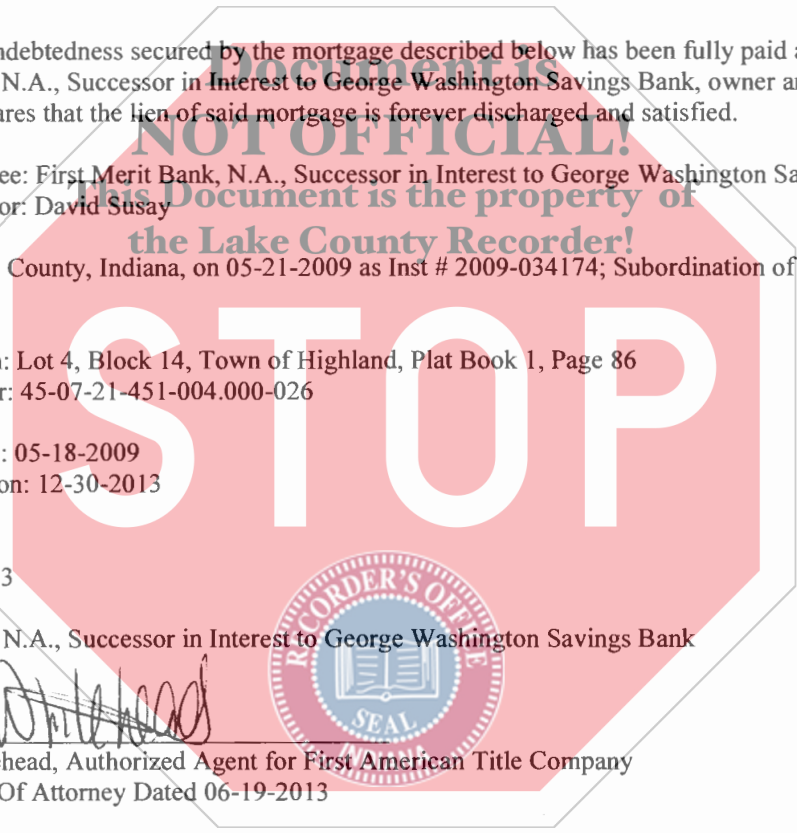 ndebtedness secured by the mortgage described below has been fully paid a
Document is
N.A., Successor in Interest to George Washington Savings Bank, owner an
ares that the lien of said mortgage is forever discharged and satisfied.
NOT OFFICIAL!
ee: First Merit Bank, N.A., Successor in Interest to George Washington Sa
This Document is the property of
or: David Susay
the Lake County Recorder!
County, Indiana, on 05-21-2009 as Inst # 2009-034174; Subordination of
STOP
n: Lot 4, Block 14, Town of Highland, Plat Book 1, Page 86
r: 45-07-21-451-004.000-026
: 05-18-2009
on: 12-30-2013
3
RECORDER'S OFFICE
N.A., Successor in Interest to George Washington Savings Bank
Whitehead
SEAL
INDIANA
ehead, Authorized Agent for First American Title Company
Of Attorney Dated 06-19-2013